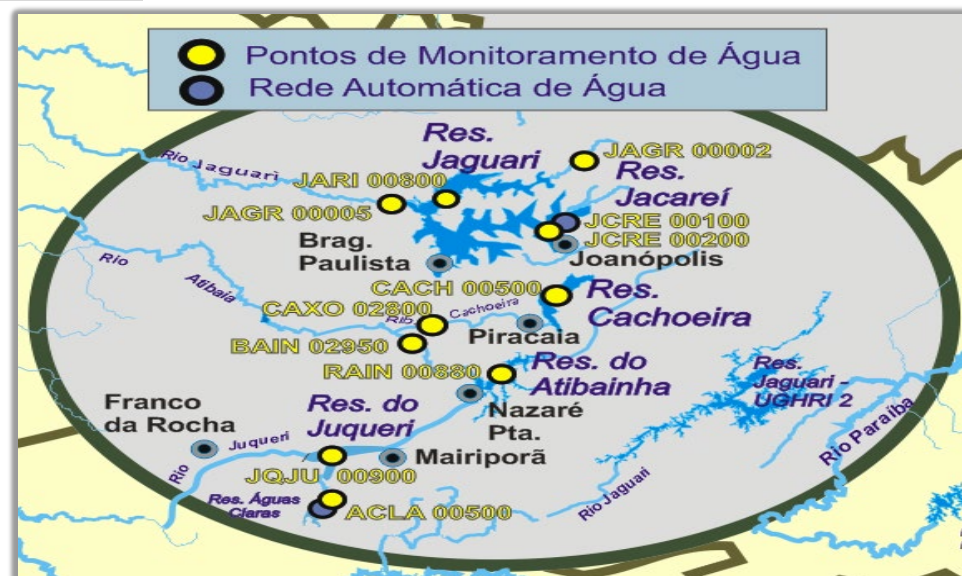 Pontos de Monitoramento de Água
Rede Automática de Água
Res.
Jaguari
JAGR 00002
Rio Jaguari
Res.
Jacareí
JARI 00800
JAGR 00005
JCRE 00100
JCRE 00200
Joanópolis
Brag.
Paulista
Rio
Atibaia
CACH 00500
Res.
Cachoeira
CAXO 02800
Rib.
Cachoeira
Piracaia
BAIN 02950
RAIN 00880
Res. do
Atibainha
Res.
Jaguari -
UGHRI 2
Rio Paraíba
Franco
da Rocha
Res. do
Juqueri
Nazaré
Pta.
Rio
Juqueri
Mairiporã
JQJU 00900
Rio Jaguari
Res. Águas
Claras
ACLA 00500